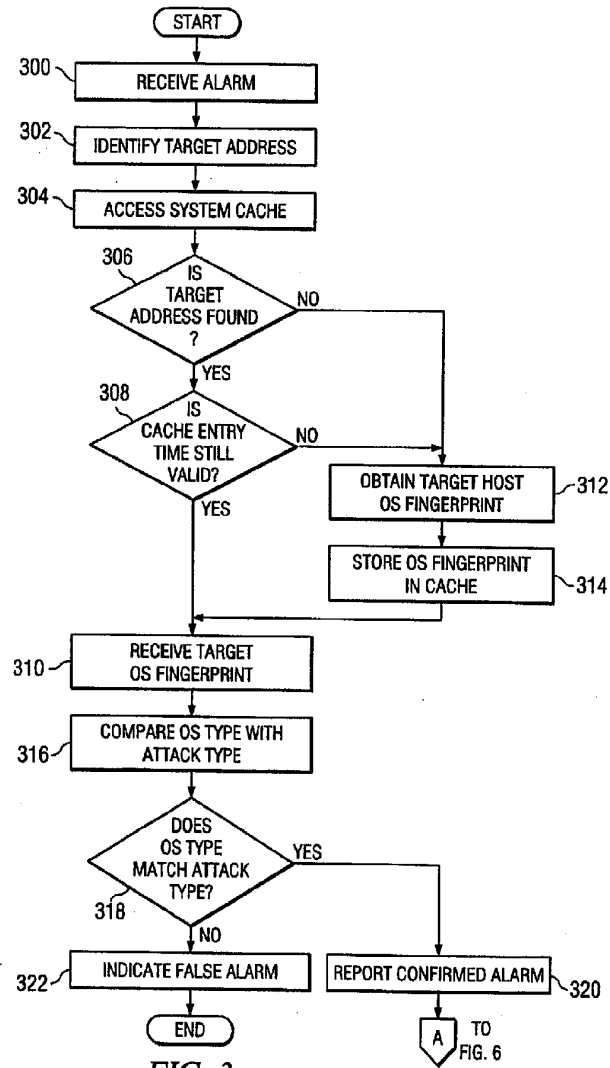 START
300
RECEIVE ALARM
302
IDENTIFY TARGET ADDRESS
304
ACCESS SYSTEM CACHE
306
IS
TARGET
ADDRESS FOUND
?
NO
YES
308
IS
CACHE ENTRY
TIME STILL
VALID?
NO
YES
OBTAIN TARGET HOST
OS FINGERPRINT
312
STORE OS FINGERPRINT
IN CACHE
314
310
RECEIVE TARGET
OS FINGERPRINT
316
COMPARE OS TYPE WITH
ATTACK TYPE
DOES
OS TYPE
MATCH ATTACK
TYPE?
318
YES
NO
322
INDICATE FALSE ALARM
REPORT CONFIRMED ALARM
320
END
A
TO
FIG. 6
FIG. 3